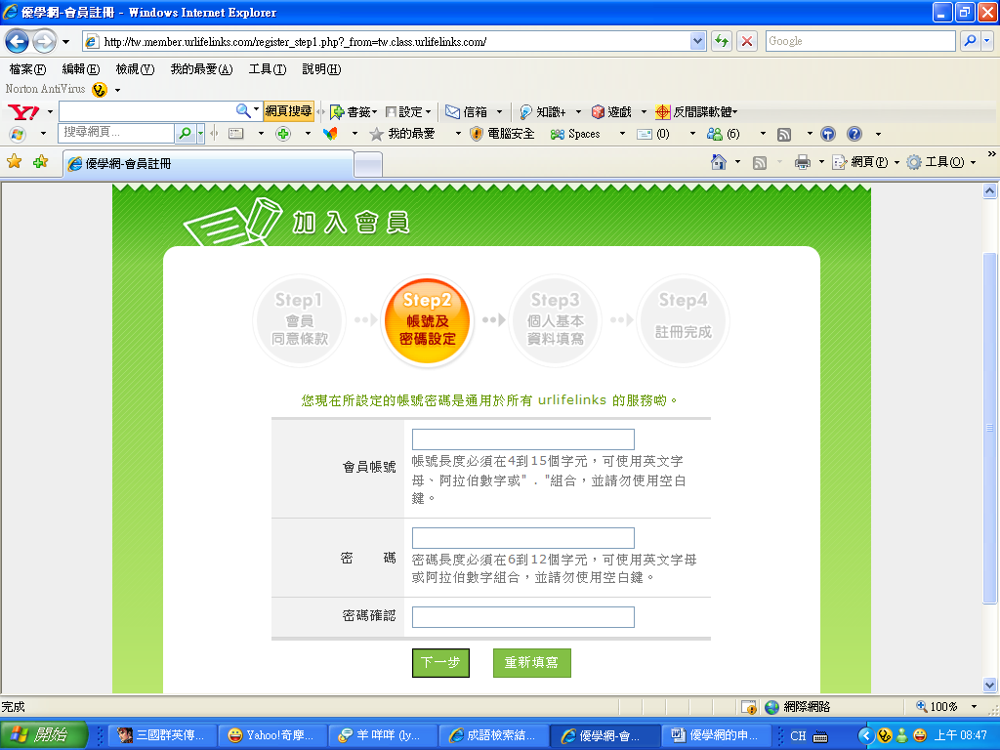 優學網-會員註冊 - Windows Internet Explorer
http://tw.member.urlifelinks.com/register_step1.php?_from=tw.class.urlifelinks.com/
Google
檔案(F) 編輯(E) 檢視(V) 我的最愛(A) 工具(T) 說明(H)
Norton AntiVirus
Y! 網頁搜尋 書籤 設定 信箱 知識+ 遊戲 反間諜軟體
搜尋網頁... 我的最愛 電腦安全 Spaces (0) (6)
優學網-會員註冊 網頁(P) 工具(O)
加入會員
Step1
會員
同意條款
Step2
帳號及
密碼設定
Step3
個人基本
資料填寫
Step4
註冊完成
您現在所設定的帳號密碼是通用於所有 urlifelinks 的服務喲。
會員帳號
帳號長度必須在4到15個字元，可使用英文字
母、阿拉伯數字或" . "組合，並請勿使用空白
鍵。
密 碼
密碼長度必須在6到12個字元，可使用英文字母
或阿拉伯數字組合，並請勿使用空白鍵。
密碼確認
下一步 重新填寫
完成 網際網路 100%
開始 三國群英傳... Yahoo!奇摩... 羊 咩咩 (ly... 成語檢索結... 優學網-會... 優學網的申... CH 上午 08:47